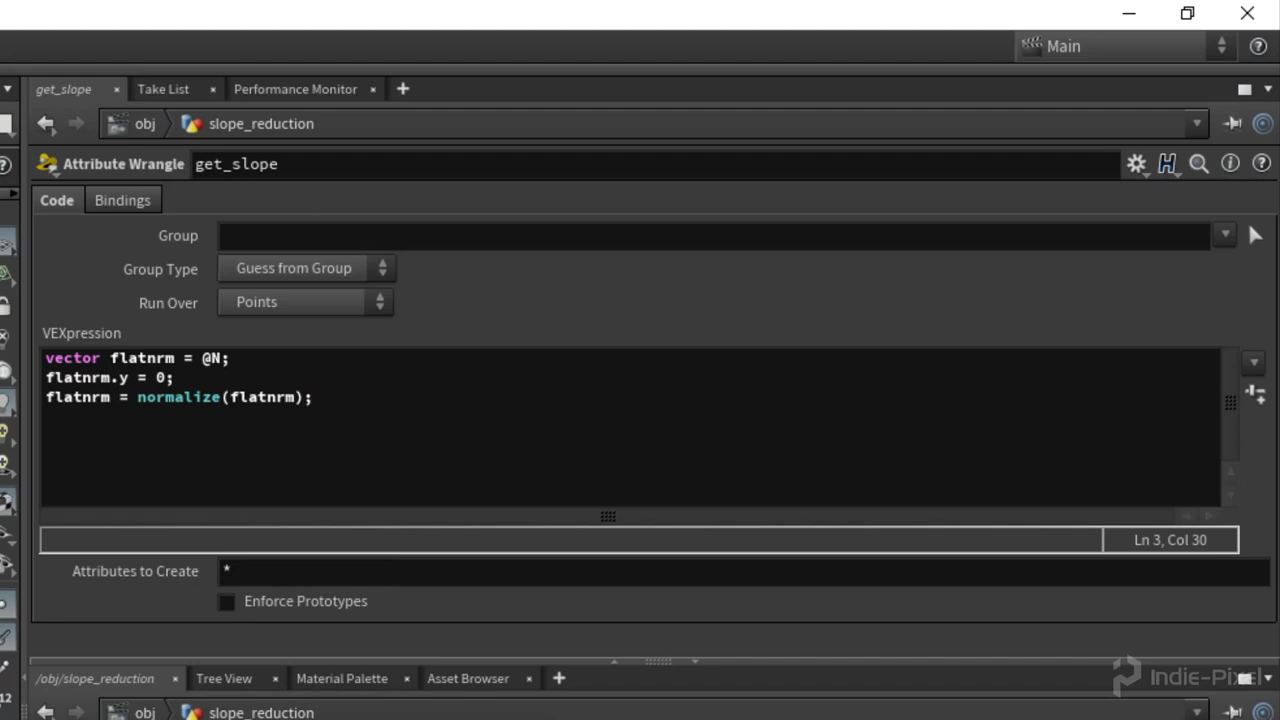 Main
get_slope × Take List × Performance Monitor × +
obj slope_reduction
Attribute Wrangle get_slope
Code Bindings
Group
Group Type Guess from Group
Run Over Points
VEXpression
vector flatnrm = @N;
flatnrm.y = 0;
flatnrm = normalize(flatnrm);
Ln 3, Col 30
Attributes to Create *
Enforce Prototypes
/obj/slope_reduction × Tree View × Material Palette × Asset Browser × +
Indie-Pixel
12
obj slope_reduction